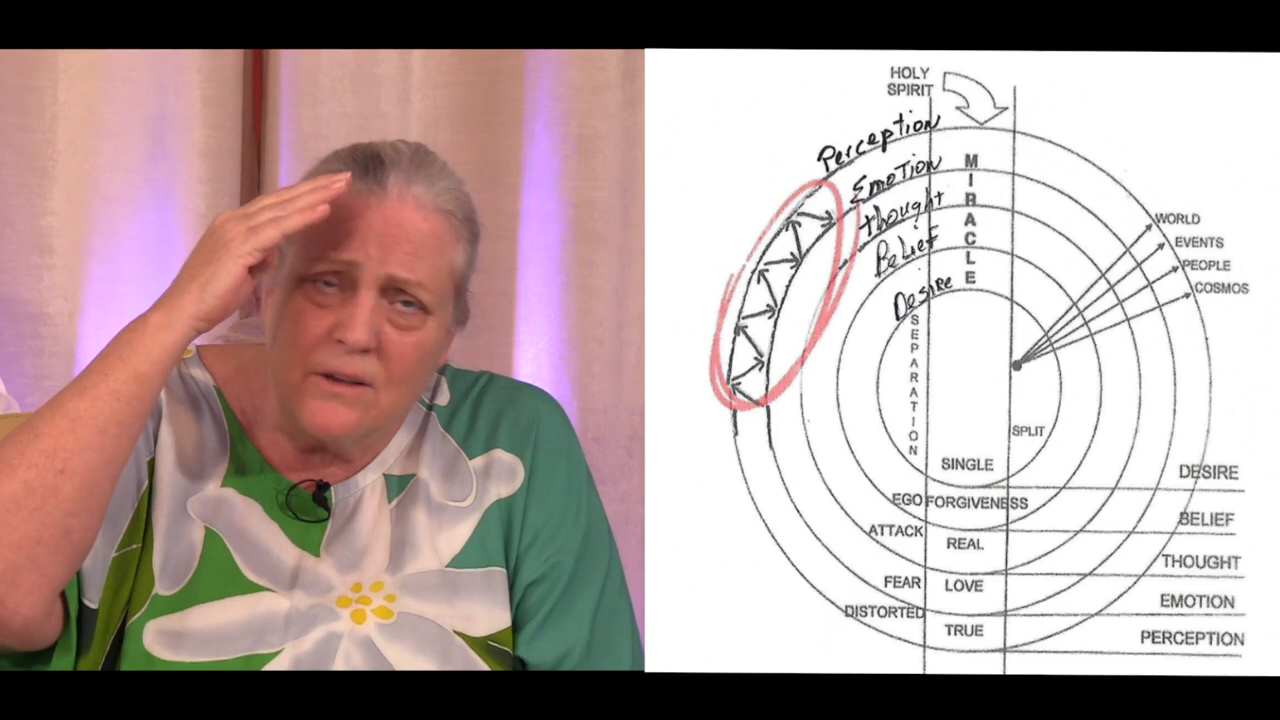 HOLY
SPIRIT
Perception
Emotion
Thought
Belief
Desire
MIRACLE
SEPARATION
WORLD
EVENTS
PEOPLE
COSMOS
SPLIT
SINGLE
DESIRE
EGO FORGIVENESS
BELIEF
ATTACK
REAL
THOUGHT
FEAR
LOVE
EMOTION
DISTORTED
TRUE
PERCEPTION